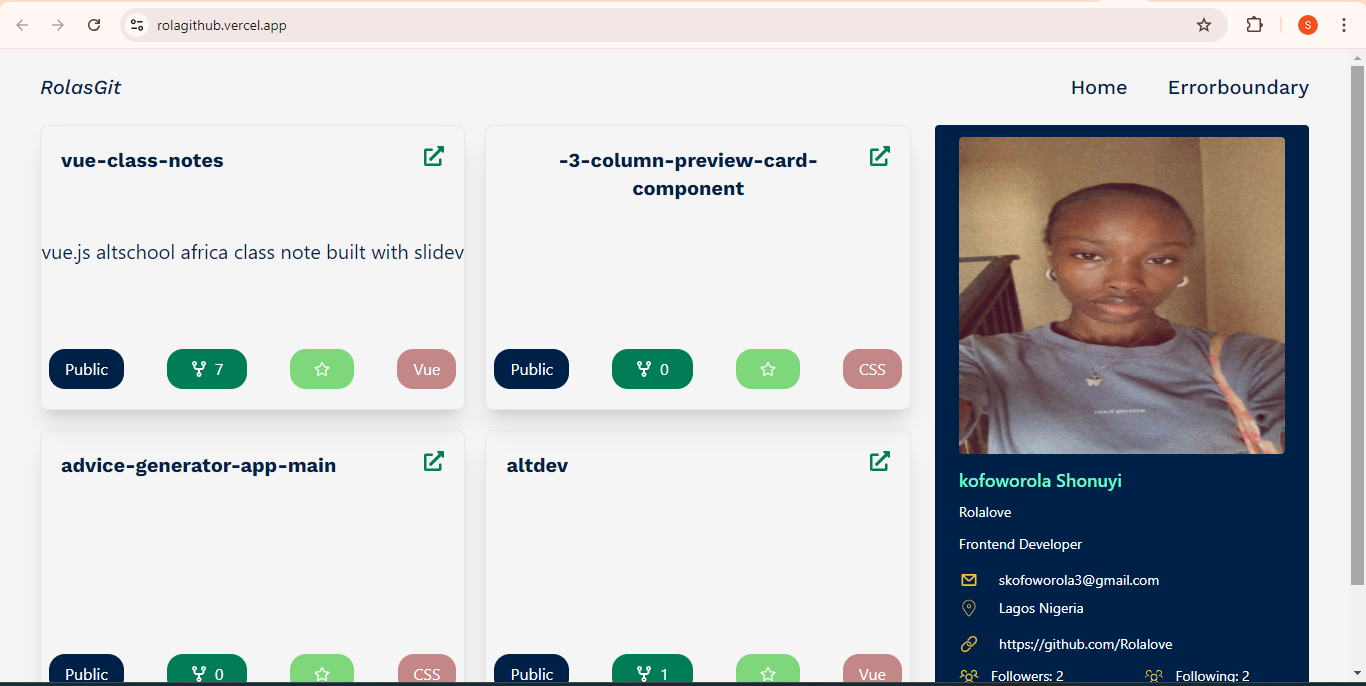 rolagithub.vercel.app
S
RolasGit
Home
Errorboundary
vue-class-notes
vue.js altschool africa class note built with slidev
Public
7
Vue
-3-column-preview-card-
component
Public
0
CSS
advice-generator-app-main
Public
0
CSS
altdev
Public
1
Vue
kofoworola Shonuyi
Rolalove
Frontend Developer
skofoworola3@gmail.com
Lagos Nigeria
https://github.com/Rolalove
Followers: 2
Following: 2